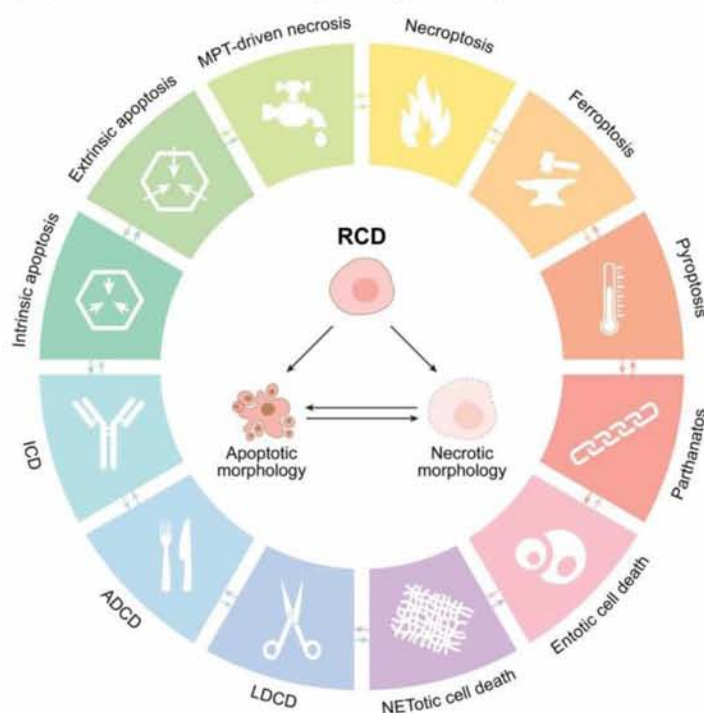 MPT-driven necrosis
Necroptosis
Ferroptosis
Pyroptosis
Parthanatos
Entotic cell death
NETotic cell death
LDCD
ADCD
ICD
Intrinsic apoptosis
Extrinsic apoptosis
RCD
Apoptotic
morphology
Necrotic
morphology